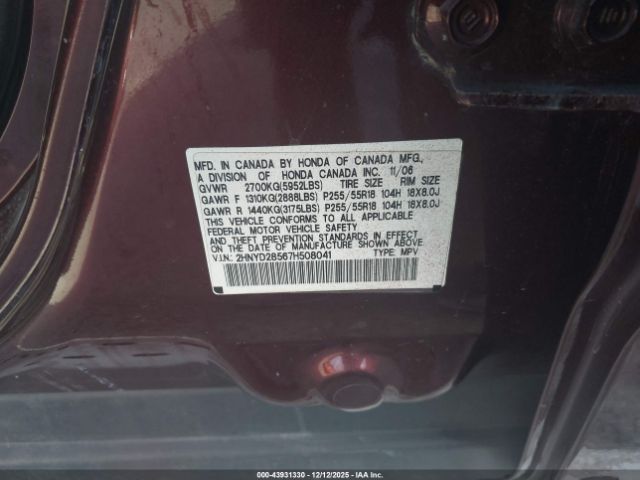 MFD. IN CANADA BY HONDA OF CANADA MFG.,
A DIVISION OF HONDA CANADA INC. 11/06
GVWR 2700KG(5952LBS) TIRE SIZE RIM SIZE
GAWR F 1310KG(2888LBS) P255/55R18 104H 18X8.0J
GAWR R 1440KG(3175LBS) P255/55R18 104H 18X8.0J
THIS VEHICLE CONFORMS TO ALL APPLICABLE
FEDERAL MOTOR VEHICLE SAFETY
AND THEFT PREVENTION STANDARDS IN EFFECT
ON THE DATE OF MANUFACTURE SHOWN ABOVE.
V.I.N.: 2HNYD28567H508041 TYPE: MPV
000-43931330 - 12/12/2025 - IAAI.COM